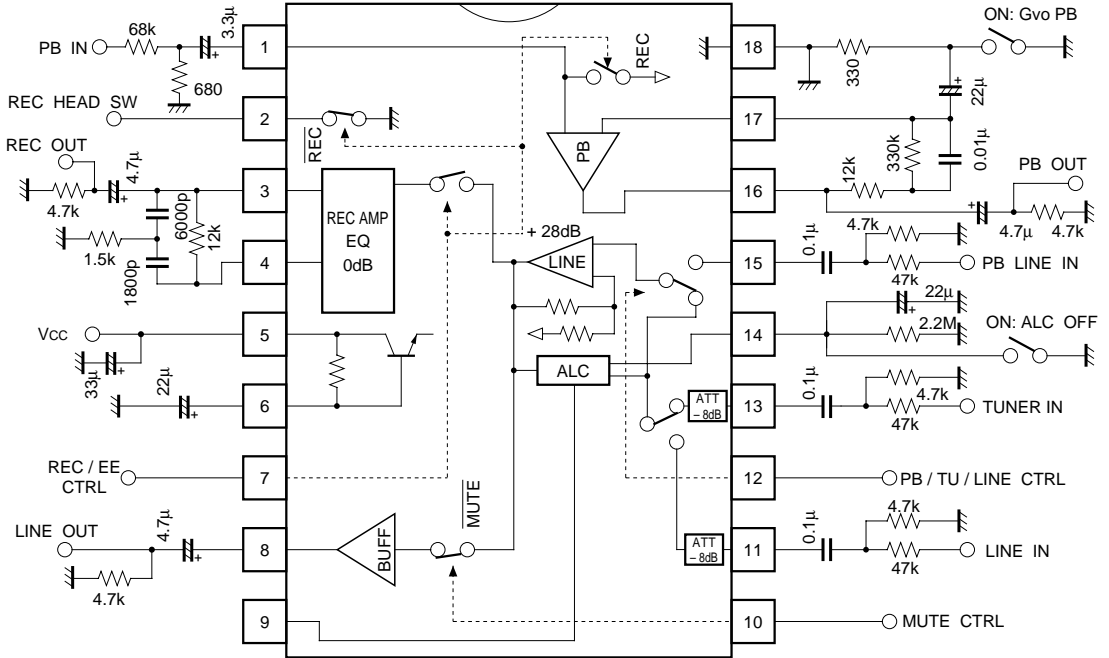 ON: Gvo PB
PB IN
68k
3.3µ
+
1
18
330
680
REC
22µ
+
REC HEAD SW
2
REC
PB
17
330k
0.01µ
REC OUT
4.7µ
+
4.7k
3
6000p
12k
REC AMP
EQ
0dB
16
12k
PB OUT
+
4.7µ
4.7k
1.5k
1800p
4
+ 28dB
LINE
15
0.1µ
4.7k
47k
PB LINE IN
Vcc
33µ
+
5
14
22µ
+
2.2M
ON: ALC OFF
ALC
22µ
+
6
ATT
– 8dB
13
0.1µ
4.7k
47k
TUNER IN
REC / EE
CTRL
7
12
PB / TU / LINE CTRL
LINE OUT
4.7µ
+
4.7k
8
BUFF
MUTE
ATT
– 8dB
11
0.1µ
4.7k
47k
LINE IN
9
10
MUTE CTRL